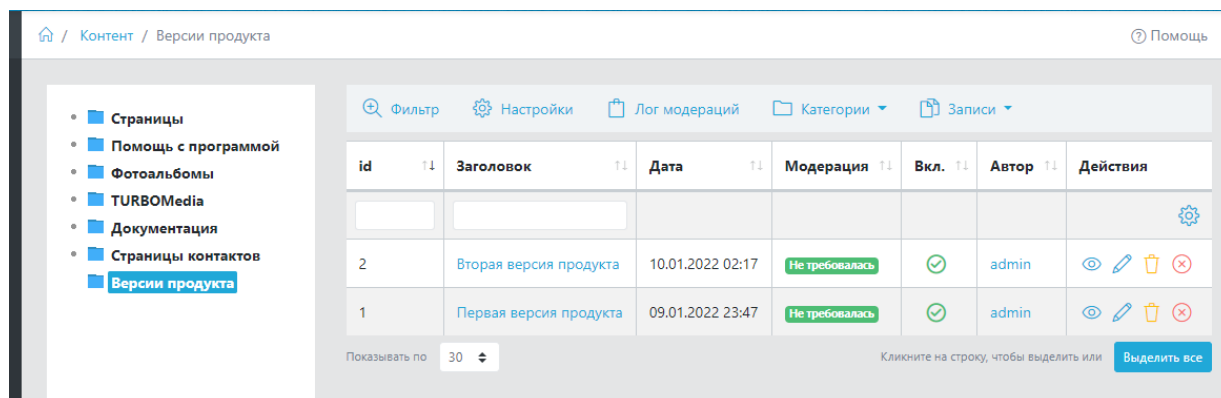 / Контент / Версии продукта
Помощь
Страницы
Помощь с программой
Фотоальбомы
TURBOMedia
Документация
Страницы контактов
Версии продукта
Фильтр Настройки Лог модераций Категории Записи
id Заголовок Дата Модерация Вкл. Автор Действия
2 Вторая версия продукта 10.01.2022 02:17 Не требовалась admin
1 Первая версия продукта 09.01.2022 23:47 Не требовалась admin
Показывать по 30 Кликните на строку, чтобы выделить или Выделить все